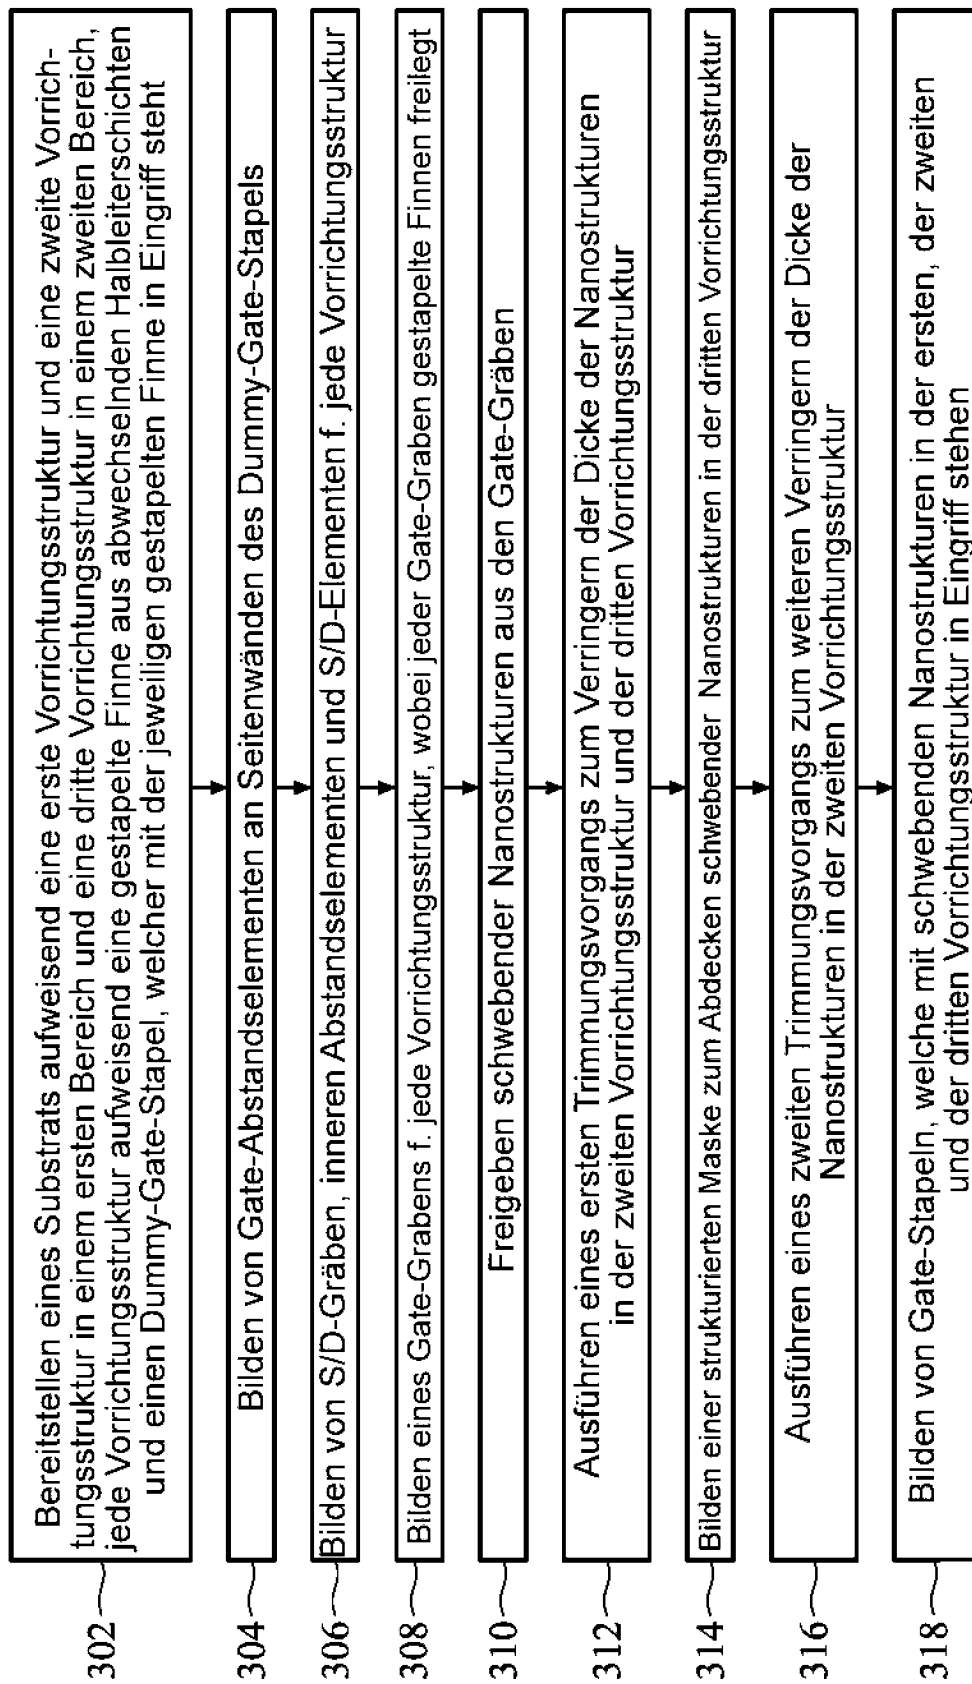 Bereitstellen eines Substrats aufweisend eine erste Vorrichtungsstruktur und eine zweite Vorrich-
tungsstruktur in einem ersten Bereich und eine dritte Vorrichtungsstruktur in einem zweiten Bereich,
jede Vorrichtungsstruktur aufweisend eine gestapelte Finne aus abwechselnden Halbleiterschichten
und einen Dummy-Gate-Stapel, welcher mit der jeweiligen gestapelten Finne in Eingriff steht
302
Bilden von Gate-Abstandselementen an Seitenwänden des Dummy-Gate-Stapels
304
Bilden von S/D-Gräben, inneren Abstandselementen und S/D-Elementen f. jede Vorrichtungsstruktur
306
Bilden eines Gate-Grabens f. jede Vorrichtungsstruktur, wobei jeder Gate-Graben gestapelte Finnen freilegt
308
Freigeben schwebender Nanostrukturen aus den Gate-Gräben
310
Ausführen eines ersten Trimmungsvorgangs zum Verringern der Dicke der Nanostrukturen
in der zweiten Vorrichtungsstruktur und der dritten Vorrichtungsstruktur
312
Bilden einer strukturierten Maske zum Abdecken schwebender Nanostrukturen in der dritten Vorrichtungsstruktur
314
Ausführen eines zweiten Trimmungsvorgangs zum weiteren Verringern der Dicke der
Nanostrukturen in der zweiten Vorrichtungsstruktur
316
Bilden von Gate-Stapeln, welche mit schwebenden Nanostrukturen in der ersten, der zweiten
und der dritten Vorrichtungsstruktur in Eingriff stehen
318